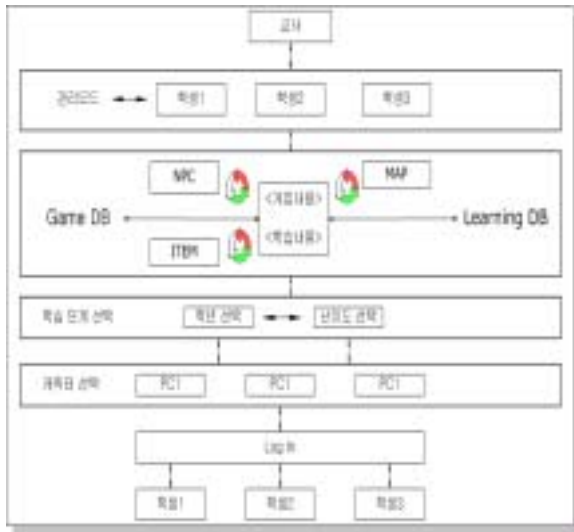 교사
관리모드 학생1 학생2 학생3
NPC MAP
<게임내용>
Game DB Learning DB
<학습내용>
ITEM
학습 단계 선택 학년 선택 난이도 선택
캐릭터 선택 PC1 PC1 PC1
Log In
학생1 학생2 학생3